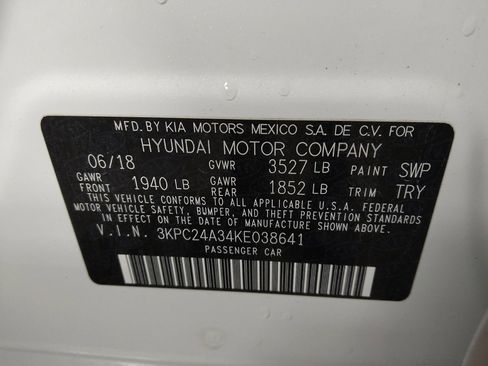 MFD. BY KIA MOTORS MEXICO S.A. DE C.V. FOR
HYUNDAI MOTOR COMPANY
06/18 GVWR 3527 LB PAINT SWP
GAWR FRONT 1940 LB GAWR REAR 1852 LB TRIM TRY
THIS VEHICLE CONFORMS TO ALL APPLICABLE U.S.A. FEDERAL
MOTOR VEHICLE SAFETY, BUMPER, AND THEFT PREVENTION STANDARDS
IN EFFECT ON THE DATE OF MANUFACTURE SHOWN ABOVE.
V.I.N. 3KPC24A34KE038641
PASSENGER CAR